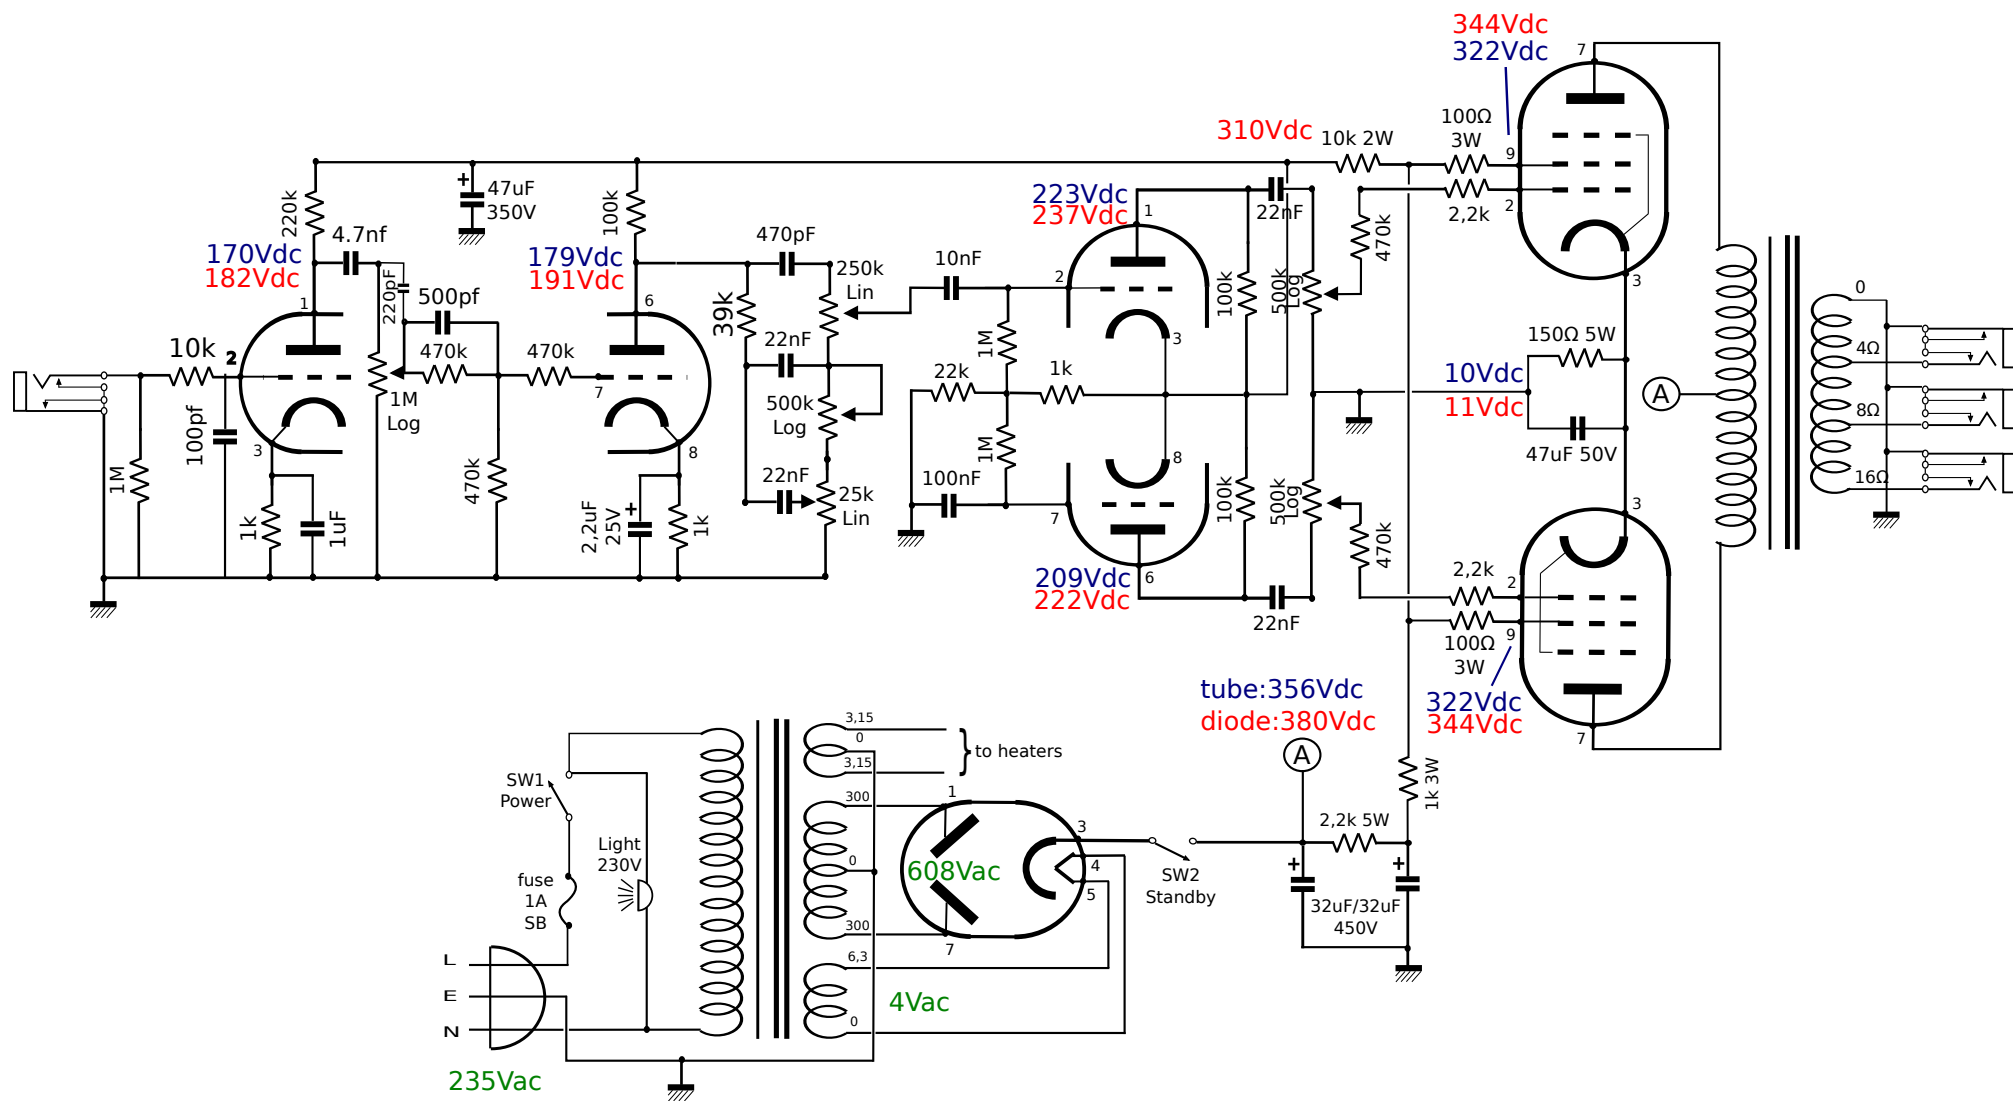 344Vdc
322Vdc
7
100Ω
3W
310Vdc
10k 2W
9
2
2,2k
3
220k
47uF
350V
100k
223Vdc
237Vdc
1
22nF
470k
4.7nf
170Vdc
182Vdc
220pF
500pf
179Vdc
191Vdc
470pF
250k
Lin
10nF
2
100k
500k
Log
0
1
6
39k
3
150Ω 5W
4Ω
10k
2
470k
470k
22nF
1M
22k
1k
10Vdc
11Vdc
A
1M
Log
7
500k
Log
8Ω
100pf
3
8
1M
47uF 50V
8
1M
470k
22nF
25k
Lin
100nF
7
100k
500k
Log
16Ω
3
1k
1uF
2,2uF
25V
1k
470k
209Vdc
222Vdc
6
22nF
2,2k
2
9
100Ω
3W
tube:356Vdc
diode:380Vdc
322Vdc
344Vdc
7
3,15
0
3,15
to heaters
A
SW1
Power
300
1
3
2,2k 5W
1k 3W
Light
230V
0
608Vac
4
5
SW2
Standby
fuse
1A
SB
300
7
32uF/32uF
450V
L
E
N
6,3
4Vac
0
235Vac